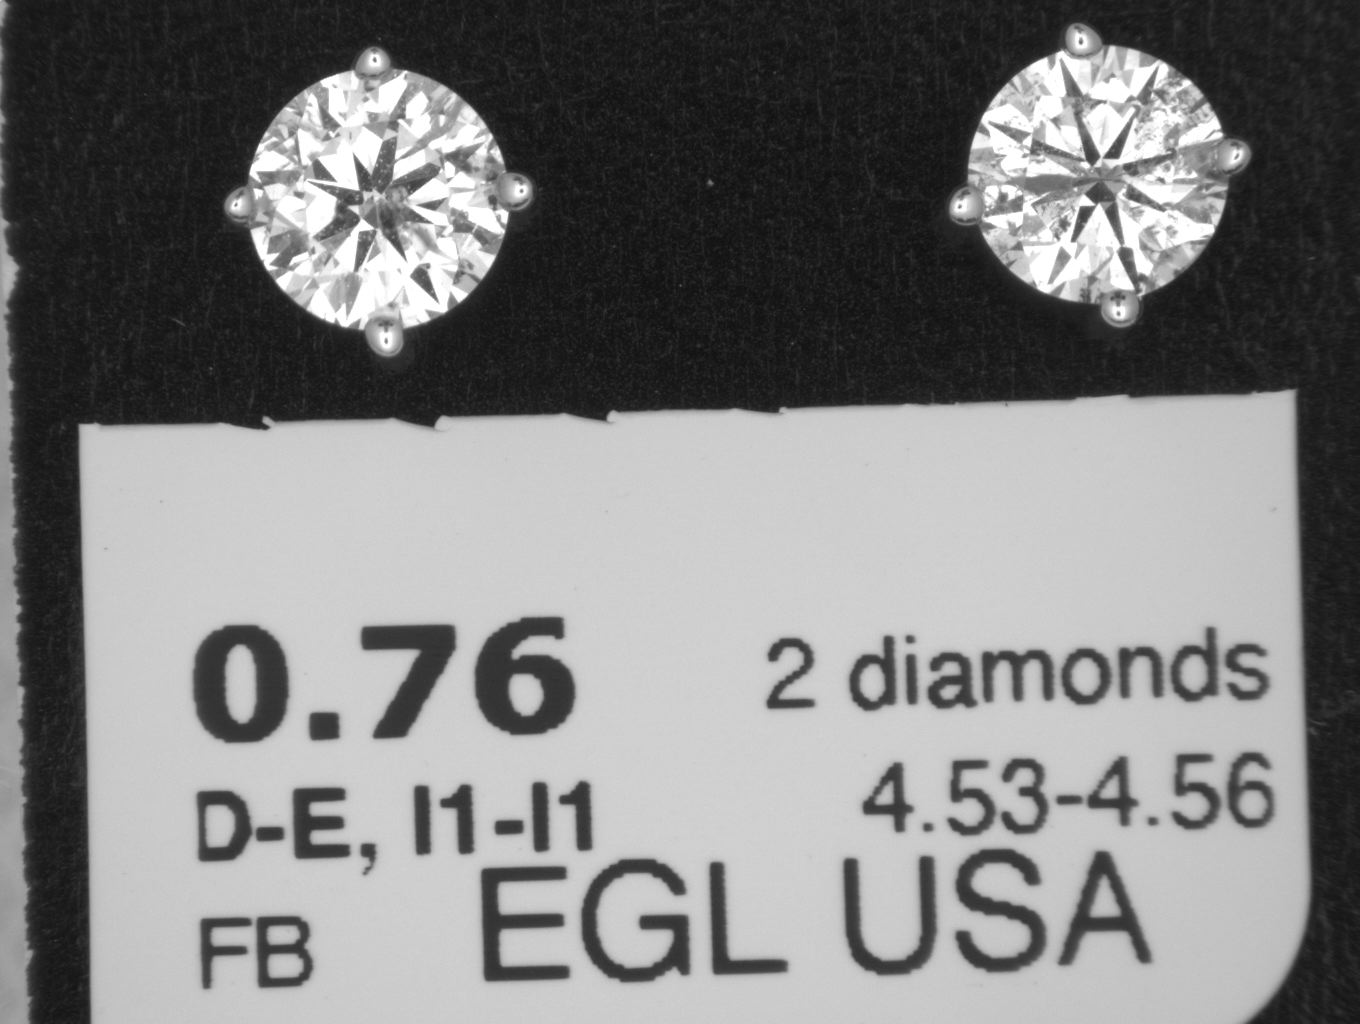 0.76 2 diamonds
D-E, I1-I1 4.53-4.56
FB EGL USA